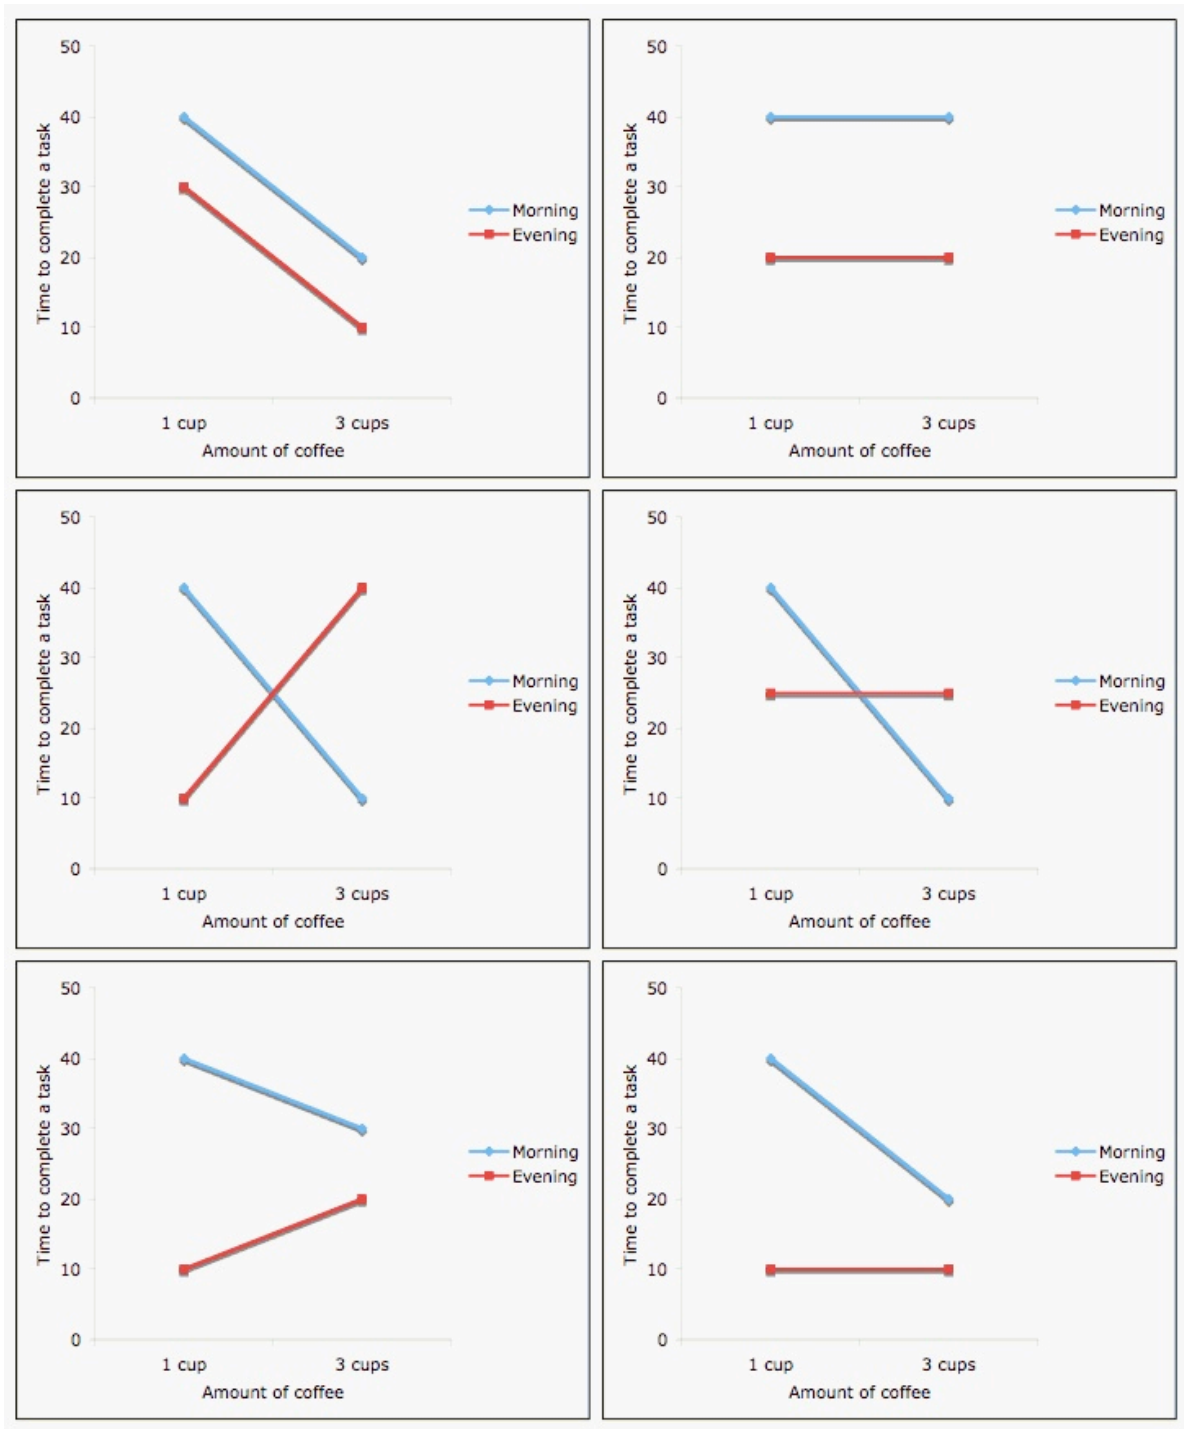 50
40
30
20
10
0
Time to complete a task
1 cup 3 cups
Amount of coffee
Morning
Evening
50
40
30
20
10
0
Time to complete a task
1 cup 3 cups
Amount of coffee
Morning
Evening
50
40
30
20
10
0
Time to complete a task
1 cup 3 cups
Amount of coffee
Morning
Evening
50
40
30
20
10
0
Time to complete a task
1 cup 3 cups
Amount of coffee
Morning
Evening
50
40
30
20
10
0
Time to complete a task
1 cup 3 cups
Amount of coffee
Morning
Evening
50
40
30
20
10
0
Time to complete a task
1 cup 3 cups
Amount of coffee
Morning
Evening